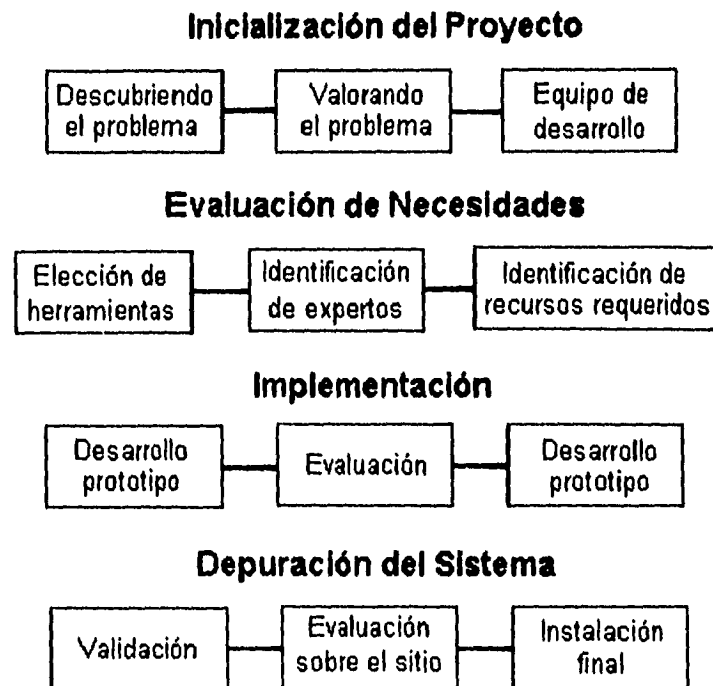 Inicialización del Proyecto
Descubriendo
el problema
Valorando
el problema
Equipo de
desarrollo
Evaluación de Necesidades
Elección de
herramientas
Identificación
de expertos
Identificación de
recursos requeridos
Implementación
Desarrollo
prototipo
Evaluación
Desarrollo
prototipo
Depuración del Sistema
Validación
Evaluación
sobre el sitio
Instalación
final